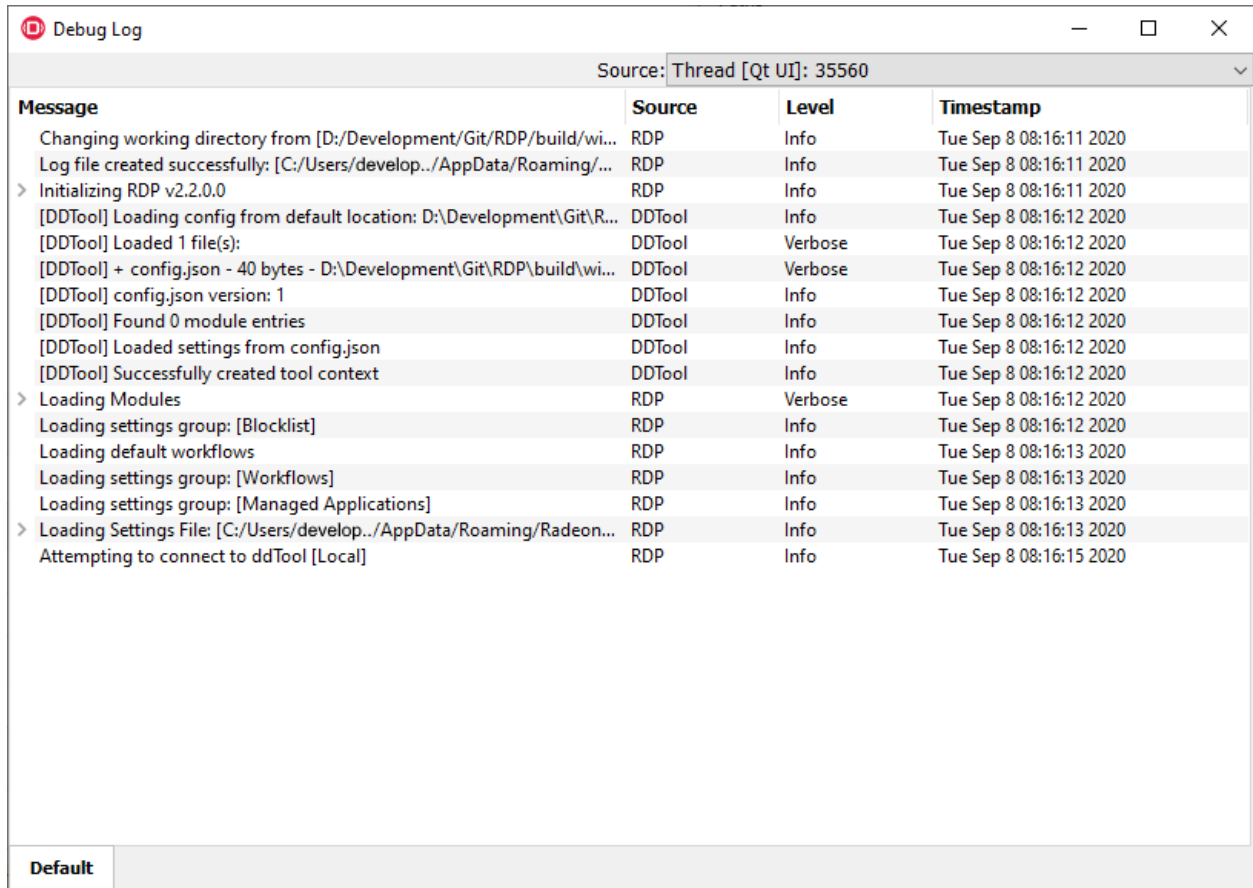 Debug Log
Source: Thread [Qt UI]: 35560
Message Source Level Timestamp
Changing working directory from [D:/Development/Git/RDP/build/wi... RDP Info Tue Sep 8 08:16:11 2020
Log file created successfully: [C:/Users/develop../AppData/Roaming/... RDP Info Tue Sep 8 08:16:11 2020
Initializing RDP v2.2.0.0 RDP Info Tue Sep 8 08:16:11 2020
[DDTool] Loading config from default location: D:\Development\Git\R... DDTool Info Tue Sep 8 08:16:12 2020
[DDTool] Loaded 1 file(s): DDTool Verbose Tue Sep 8 08:16:12 2020
[DDTool] + config.json - 40 bytes - D:\Development\Git\RDP\build\wi... DDTool Verbose Tue Sep 8 08:16:12 2020
[DDTool] config.json version: 1 DDTool Info Tue Sep 8 08:16:12 2020
[DDTool] Found 0 module entries DDTool Info Tue Sep 8 08:16:12 2020
[DDTool] Loaded settings from config.json DDTool Info Tue Sep 8 08:16:12 2020
[DDTool] Successfully created tool context DDTool Info Tue Sep 8 08:16:12 2020
Loading Modules RDP Verbose Tue Sep 8 08:16:12 2020
Loading settings group: [Blocklist] RDP Info Tue Sep 8 08:16:12 2020
Loading default workflows RDP Info Tue Sep 8 08:16:13 2020
Loading settings group: [Workflows] RDP Info Tue Sep 8 08:16:13 2020
Loading settings group: [Managed Applications] RDP Info Tue Sep 8 08:16:13 2020
Loading Settings File: [C:/Users/develop../AppData/Roaming/Radeon... RDP Info Tue Sep 8 08:16:13 2020
Attempting to connect to ddTool [Local] RDP Info Tue Sep 8 08:16:15 2020
Default